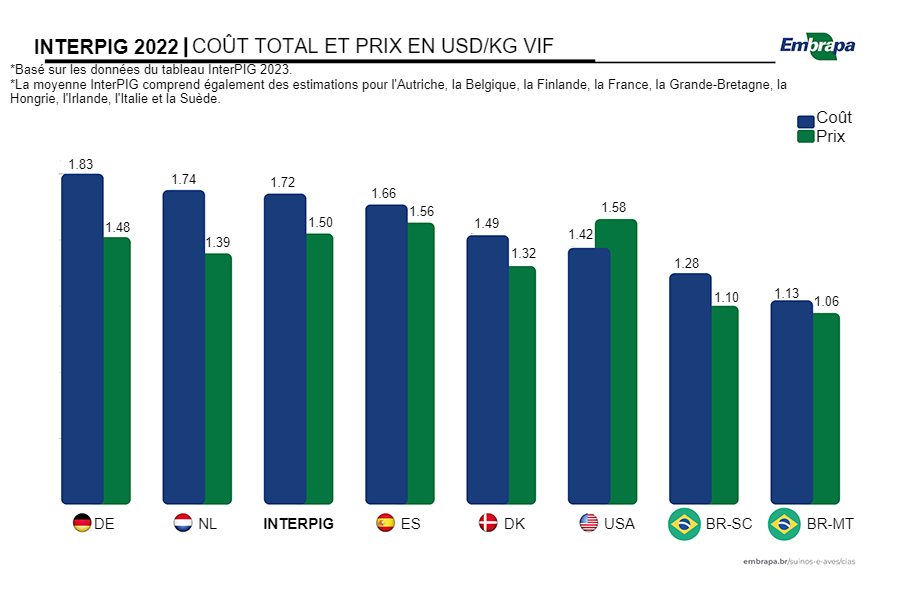 INTERPIG 2022 | COÛT TOTAL ET PRIX EN USD/KG VIF
Embrapa
*Basé sur les données du tableau InterPIG 2023.
*La moyenne InterPIG comprend également des estimations pour l'Autriche, la Belgique, la Finlande, la France, la Grande-Bretagne, la
Hongrie, l'Irlande, l'Italie et la Suède.
Coût
Prix
1.83
1.48
1.74
1.39
1.72
1.50
1.66
1.56
1.49
1.32
1.42
1.58
1.28
1.10
1.13
1.06
DE
NL
INTERPIG
ES
DK
USA
BR-SC
BR-MT
embrapa.br/suinos-e-aves/cias